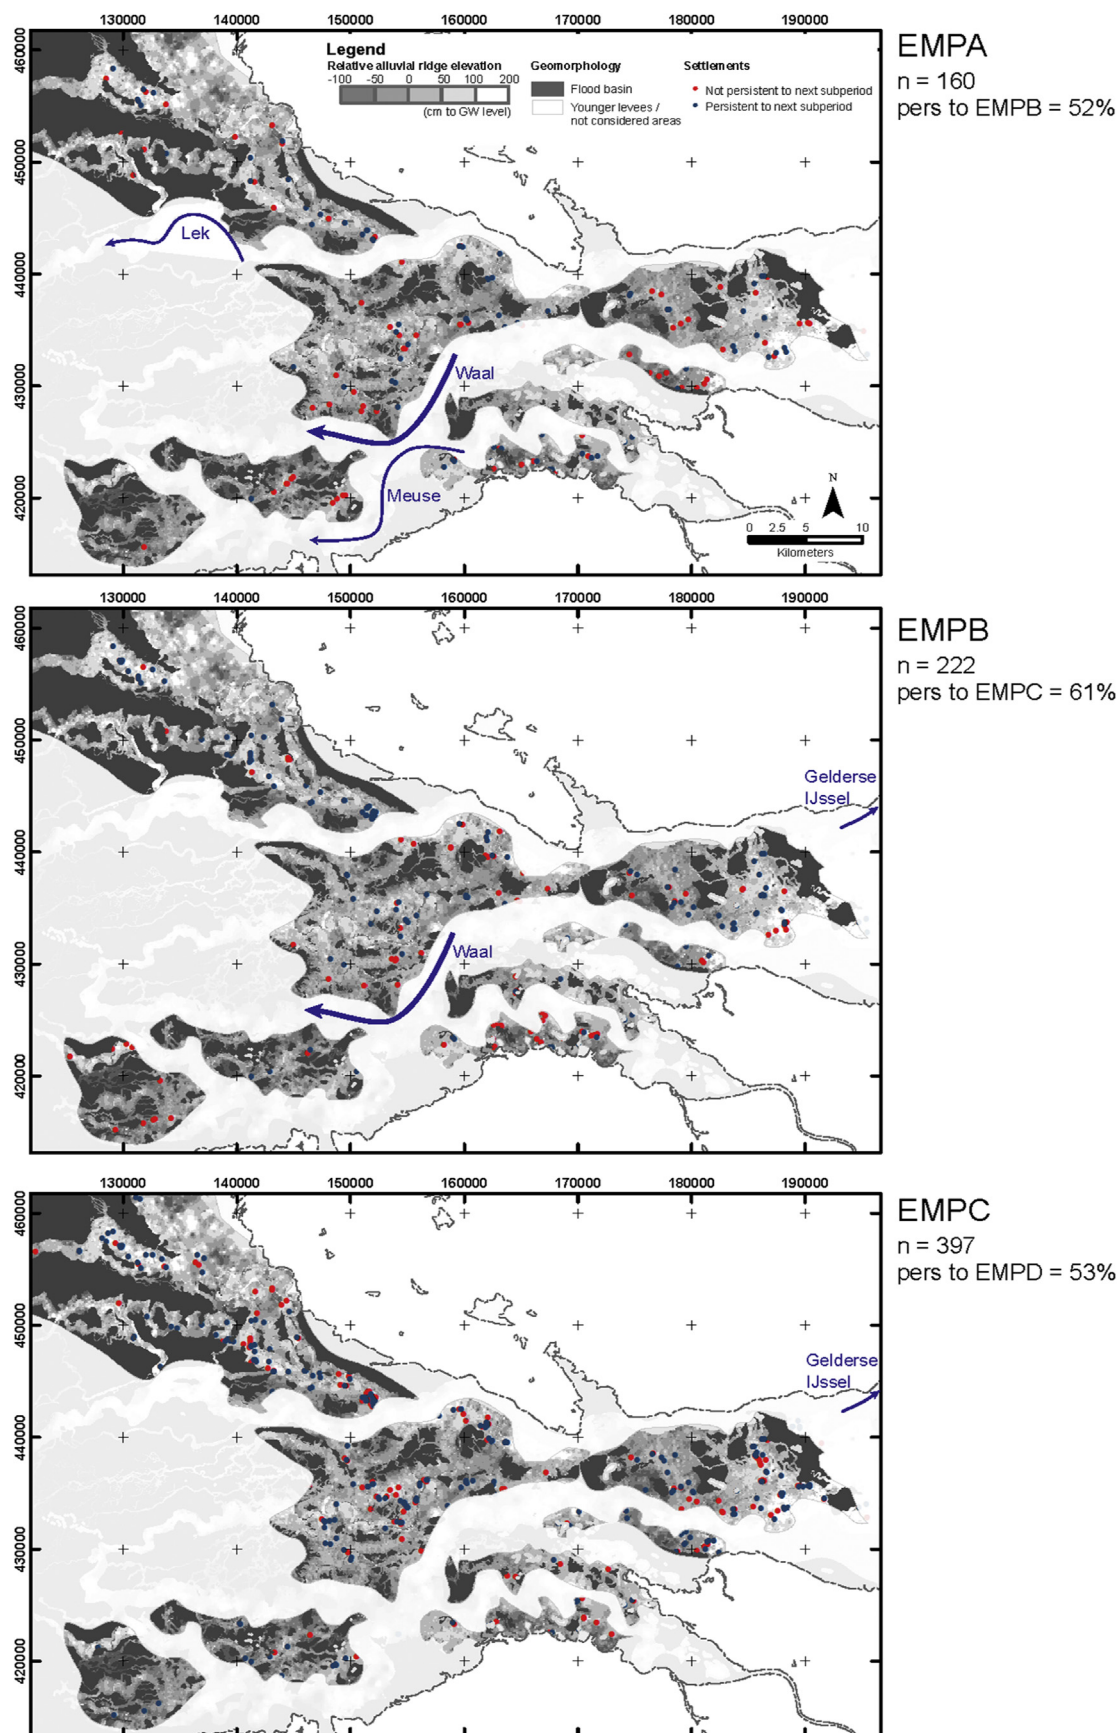 130000 140000 150000 160000 170000 180000 190000
460000
450000
440000
430000
420000
Legend
Relative alluvial ridge elevation
-100 -50 0 50 100 200
(cm to GW level)
Geomorphology
Flood basin
Younger levees /
not considered areas
Settlements
Not persistent to next subperiod
Persistent to next subperiod
Lek
Waal
Meuse
N
0 2.5 5 10
Kilometers
EMPA
n = 160
pers to EMPB = 52%
130000 140000 150000 160000 170000 180000 190000
460000
450000
440000
430000
420000
Gelderse
IJssel
Waal
EMPB
n = 222
pers to EMPC = 61%
130000 140000 150000 160000 170000 180000 190000
460000
450000
440000
430000
420000
Gelderse
IJssel
EMPC
n = 397
pers to EMPD = 53%